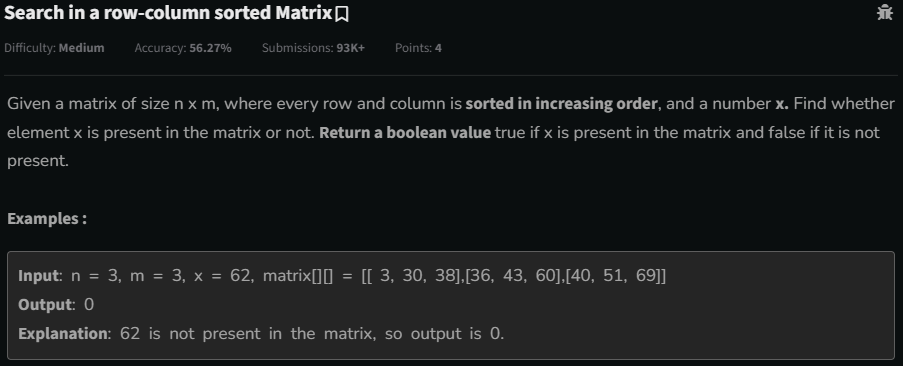 Search in a row-column sorted Matrix
Difficulty: Medium Accuracy: 56.27% Submissions: 93K+ Points: 4
Given a matrix of size n x m, where every row and column is sorted in increasing order, and a number x. Find whether
element x is present in the matrix or not. Return a boolean value true if x is present in the matrix and false if it is not
present.
Examples :
Input: n = 3, m = 3, x = 62, matrix[][] = [[ 3, 30, 38],[36, 43, 60],[40, 51, 69]]
Output: 0
Explanation: 62 is not present in the matrix, so output is 0.